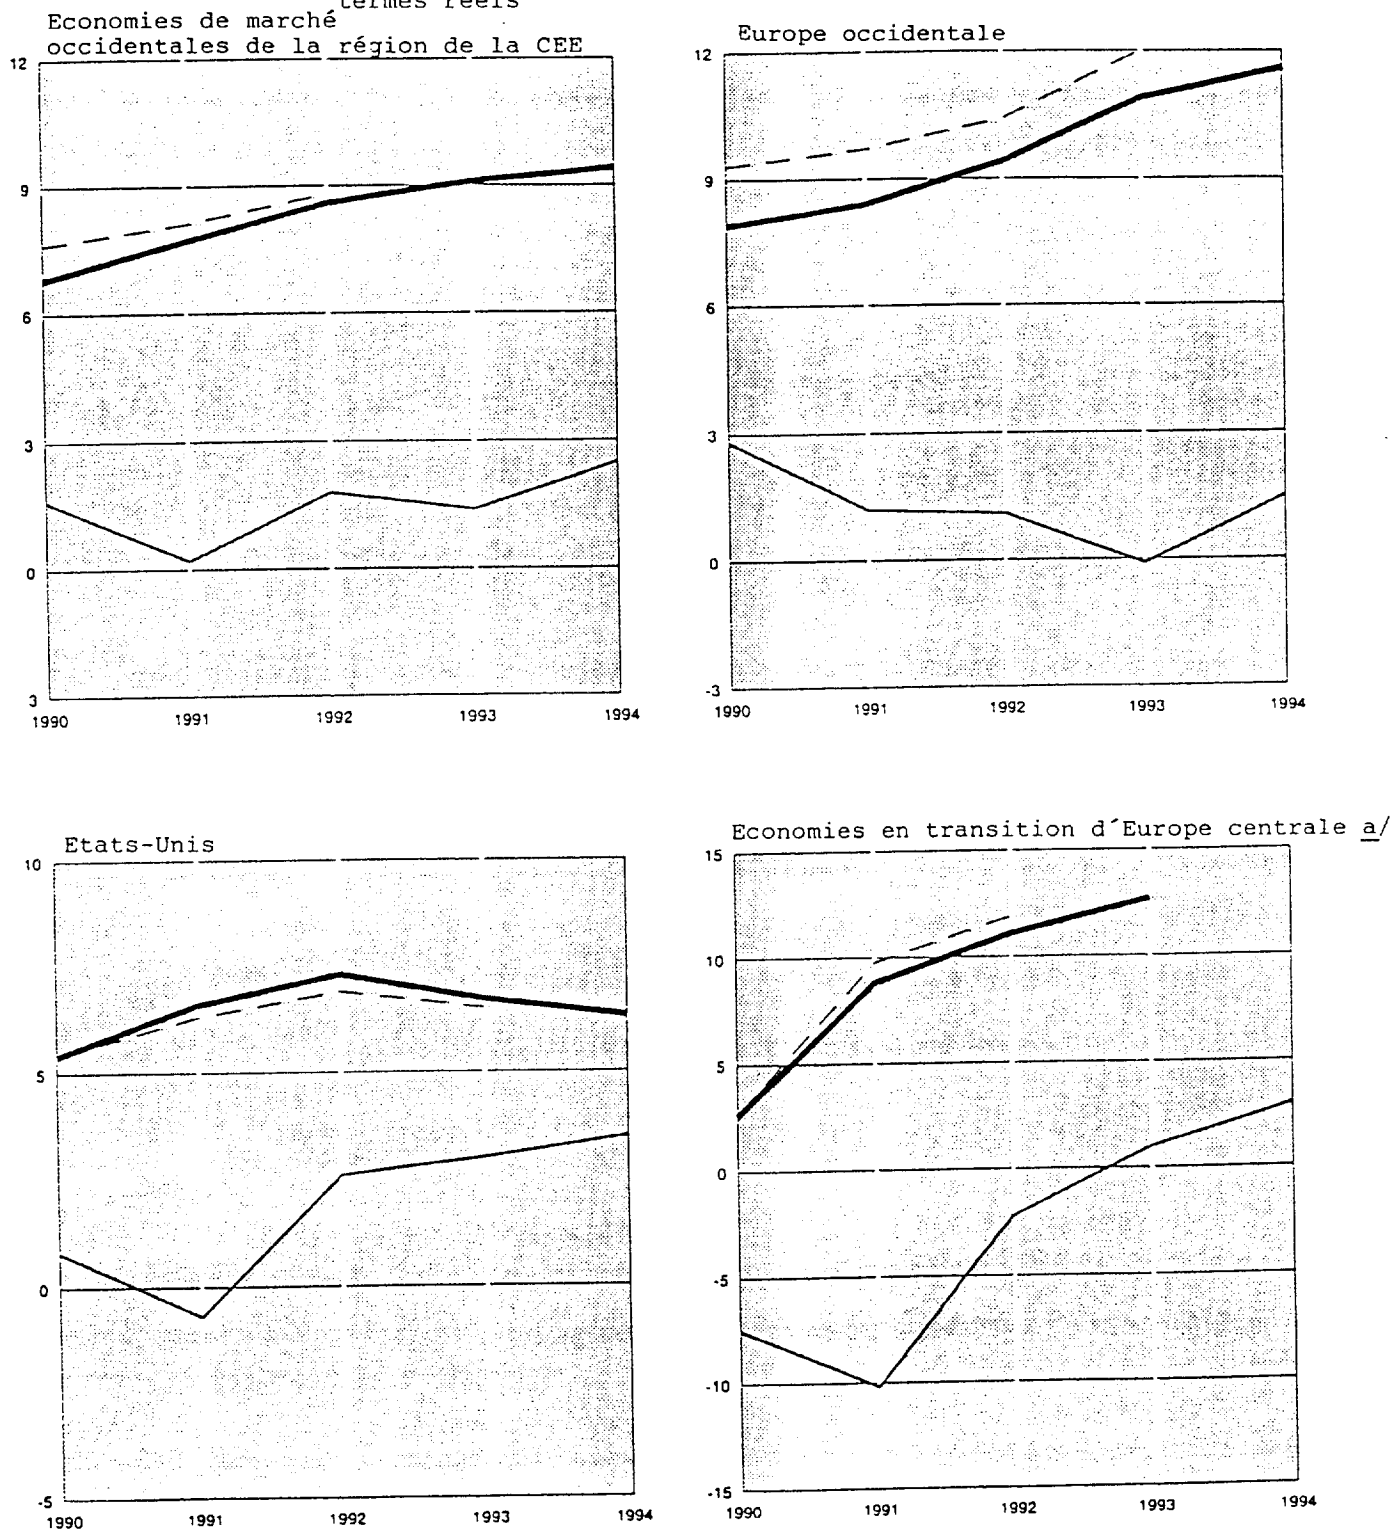 termes réels
Economies de marché
occidentales de la région de la CEE
12
9
6
3
0
3
1990 1991 1992 1993 1994
Europe occidentale
12
9
6
3
0
-3
1990 1991 1992 1993 1994
Etats-Unis
10
5
0
-5
1990 1991 1992 1993 1994
Economies en transition d´Europe centrale a/
15
10
5
0
-5
-10
-15
1990 1991 1992 1993 1994